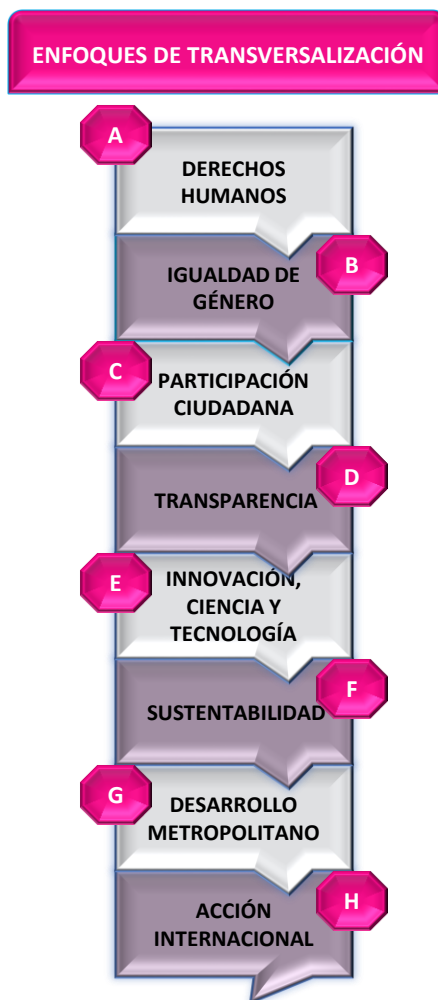 ENFOQUES DE TRANSVERSALIZACIÓN
A
DERECHOS
HUMANOS
B
IGUALDAD DE
GÉNERO
C
PARTICIPACIÓN
CIUDADANA
D
TRANSPARENCIA
E
INNOVACIÓN,
CIENCIA Y
TECNOLOGÍA
F
SUSTENTABILIDAD
G
DESARROLLO
METROPOLITANO
H
ACCIÓN
INTERNACIONAL